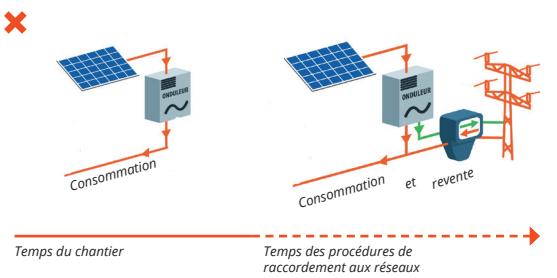 ONDULEUR
Consommation
ONDULEUR
Consommation et revente
Temps du chantier
Temps des procédures de
raccordement aux réseaux